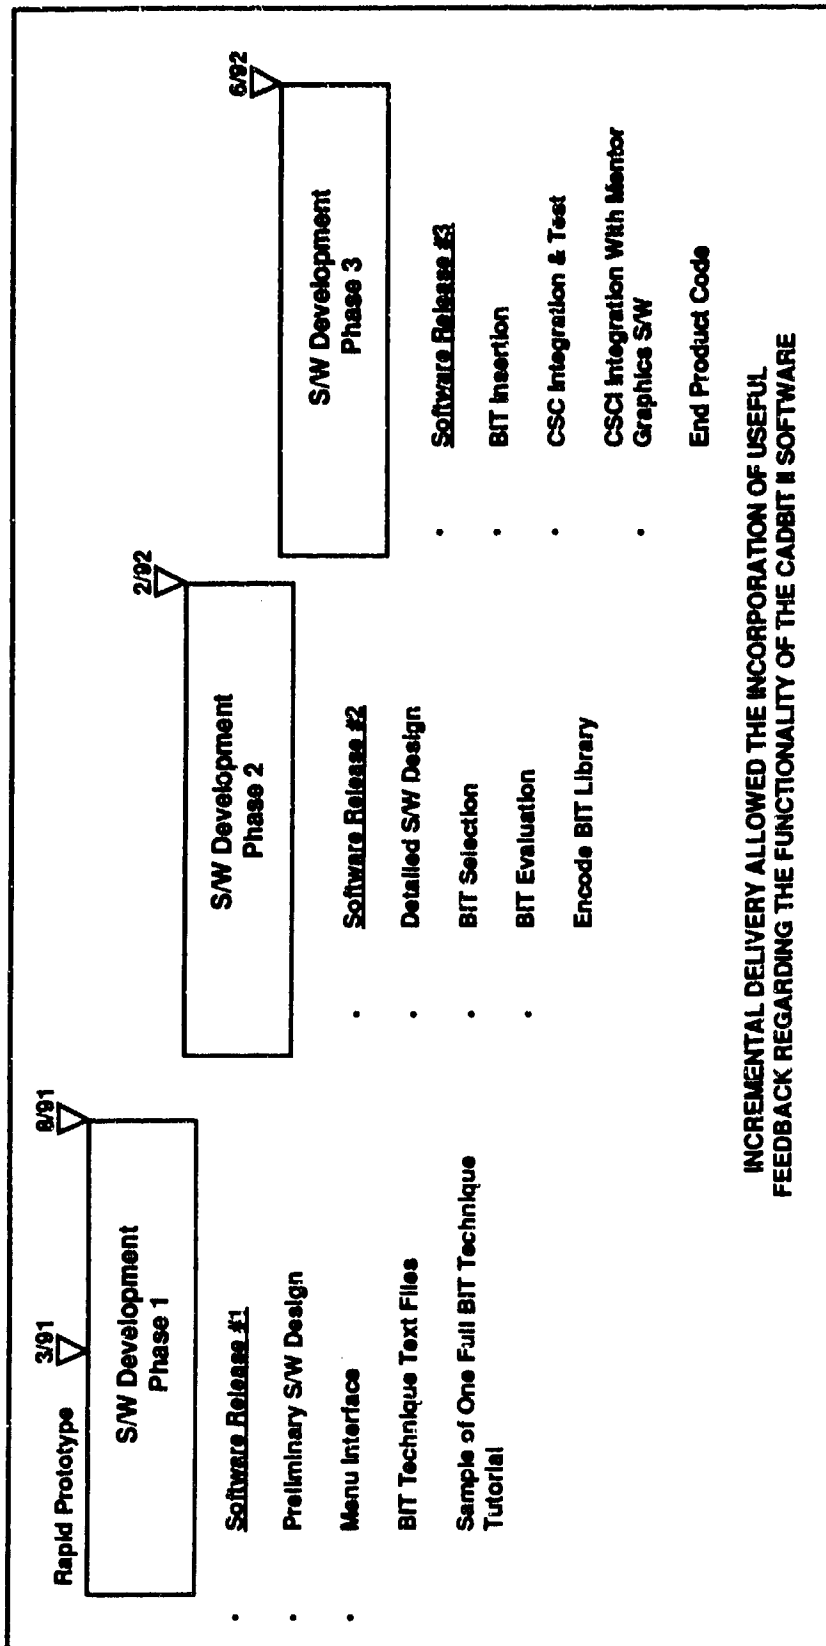 Rapid Prototype
3/91
8/91
S/W Development
Phase 1
Software Release #1
• Preliminary S/W Design
• Menu Interface
• BIT Technique Text Files
Sample of One Full BIT Technique
Tutorial
2/92
S/W Development
Phase 2
Software Release #2
• Detailed S/W Design
• BIT Selection
• BIT Evaluation
• Encode BIT Library
6/92
S/W Development
Phase 3
Software Release #3
• BIT Insertion
• CSC Integration & Test
• CSCI Integration With Mentor
Graphics S/W
• End Product Code
INCREMENTAL DELIVERY ALLOWED THE INCORPORATION OF USEFUL
FEEDBACK REGARDING THE FUNCTIONALITY OF THE CADBIT II SOFTWARE